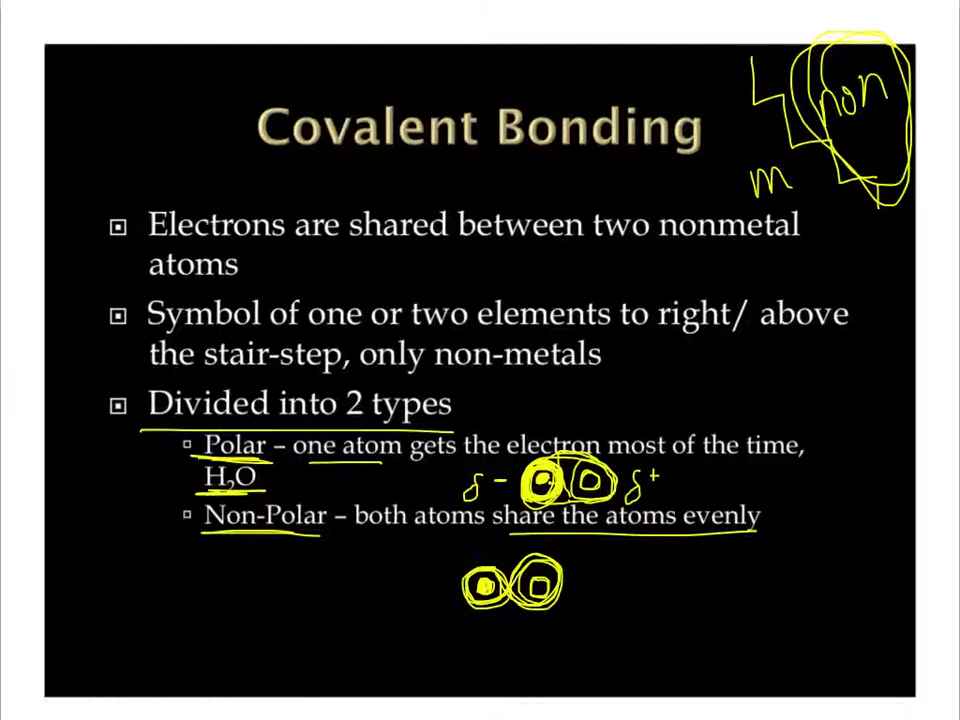 Covalent Bonding
non
m
Electrons are shared between two nonmetal
atoms
Symbol of one or two elements to right/ above
the stair-step, only non-metals
Divided into 2 types
Polar – one atom gets the electron most of the time,
H₂O
δ − δ +
Non-Polar – both atoms share the atoms evenly